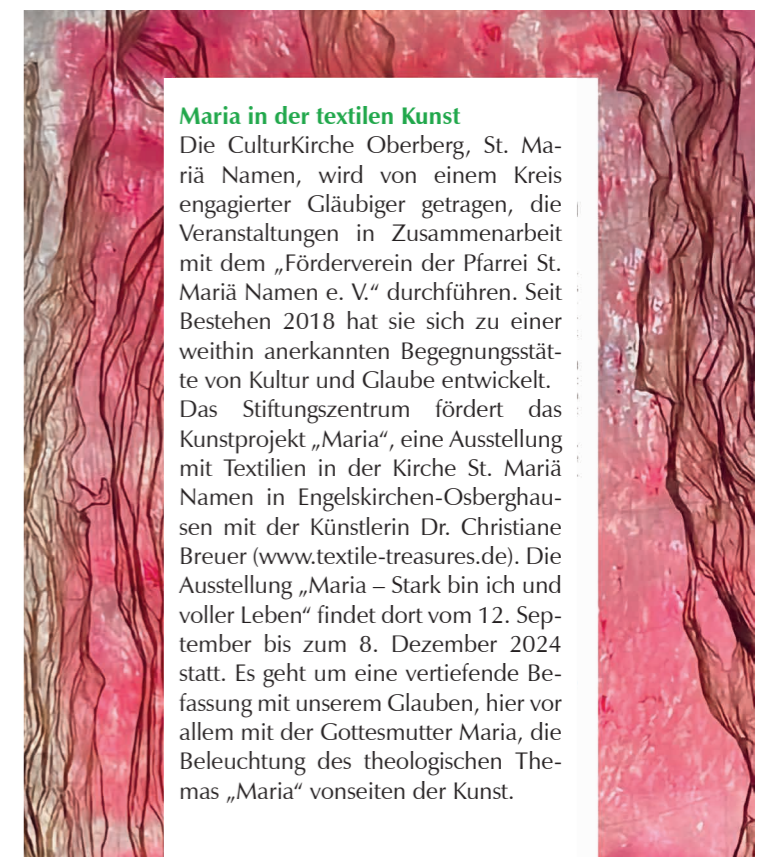 Maria in der textilen Kunst
Die CulturKirche Oberberg, St. Ma-
riä Namen, wird von einem Kreis
engagierter Gläubiger getragen, die
Veranstaltungen in Zusammenarbeit
mit dem „Förderverein der Pfarrei St.
Mariä Namen e. V.“ durchführen. Seit
Bestehen 2018 hat sie sich zu einer
weithin anerkannten Begegnungsstät-
te von Kultur und Glaube entwickelt.
Das Stiftungszentrum fördert das
Kunstprojekt „Maria“, eine Ausstellung
mit Textilien in der Kirche St. Mariä
Namen in Engelskirchen-Osberghau-
sen mit der Künstlerin Dr. Christiane
Breuer (www.textile-treasures.de). Die
Ausstellung „Maria – Stark bin ich und
voller Leben“ findet dort vom 12. Sep-
tember bis zum 8. Dezember 2024
statt. Es geht um eine vertiefende Be-
fassung mit unserem Glauben, hier vor
allem mit der Gottesmutter Maria, die
Beleuchtung des theologischen The-
mas „Maria“ vonseiten der Kunst.